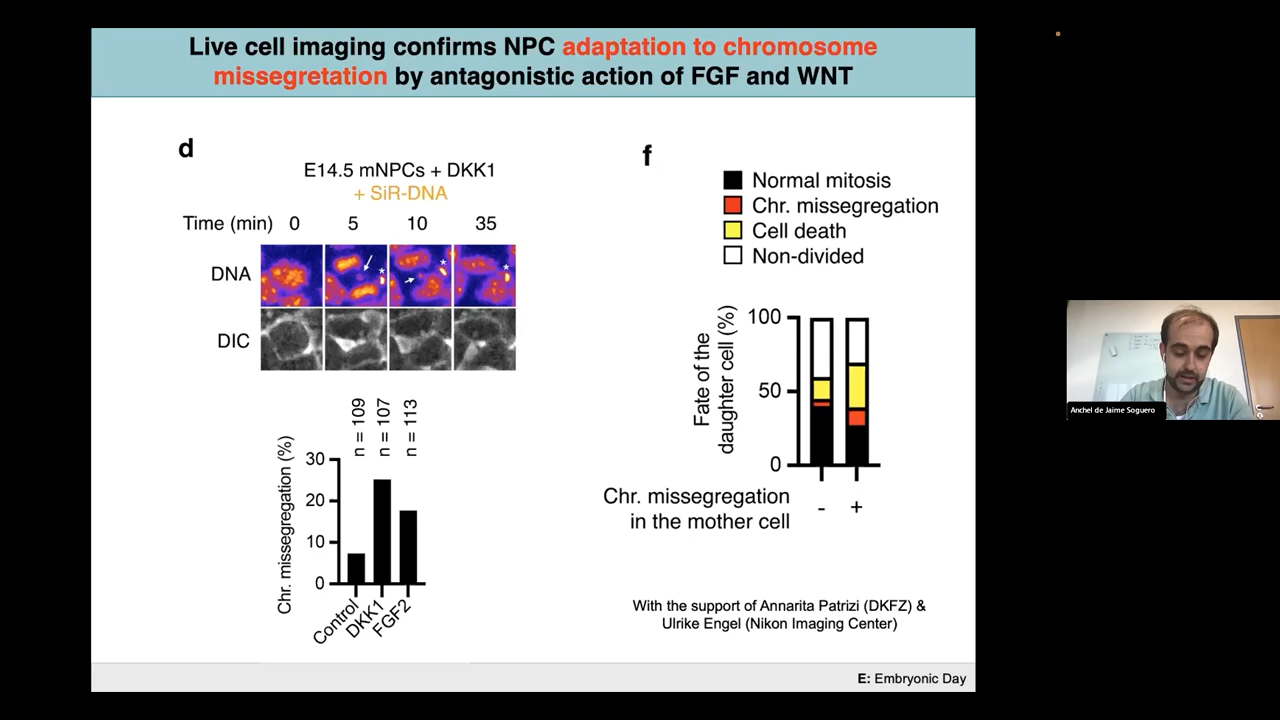 Live cell imaging confirms NPC adaptation to chromosome
missegretation by antagonistic action of FGF and WNT
d
E14.5 mNPCs + DKK1
+ SiR-DNA
Time (min) 0 5 10 35
DNA
* * *
DIC
n = 109
n = 107
n = 113
Chr. missegregation (%)
30
20
10
0
Control
DKK1
FGF2
f
Normal mitosis
Chr. missegregation
Cell death
Non-divided
Fate of the
daughter cell (%)
100
50
0
Chr. missegregation
in the mother cell
- +
With the support of Annarita Patrizi (DKFZ) &
Ulrike Engel (Nikon Imaging Center)
E: Embryonic Day
Anchel de Jaime Soguero